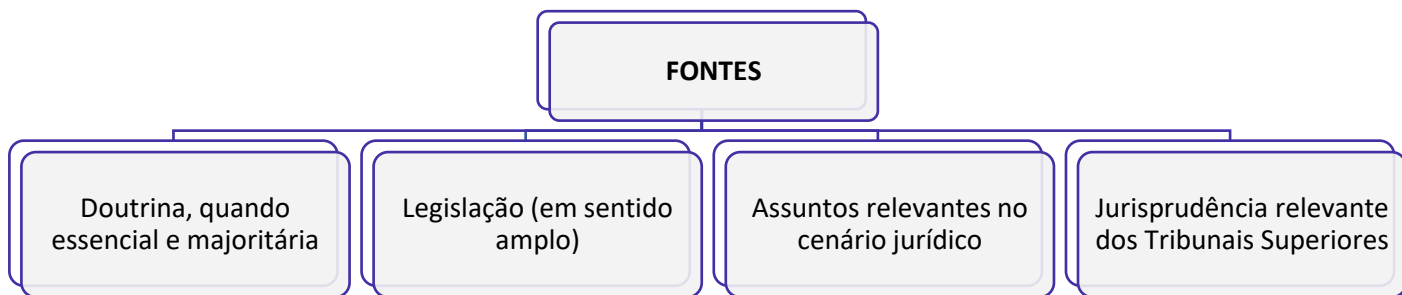 FONTES
Doutrina, quando
essencial e majoritária
Legislação (em sentido
amplo)
Assuntos relevantes no
cenário jurídico
Jurisprudência relevante
dos Tribunais Superiores